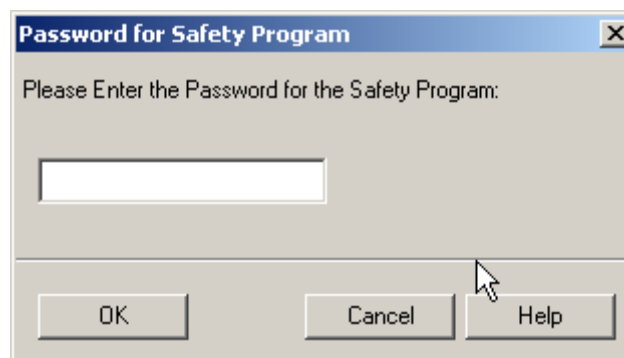 Password for Safety Program
Please Enter the Password for the Safety Program:
OK
Cancel
Help